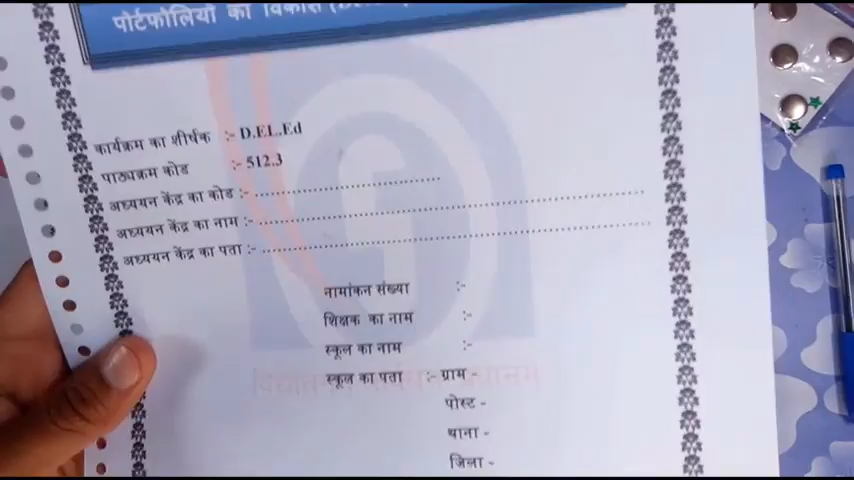 पोर्टफोलियो का विकास
कार्यक्रम का शीर्षक :- D.EL.Ed
पाठ्यक्रम कोड :- 512.3
अध्ययन केंद्र का कोड :- ........................................
अध्ययन केंद्र का नाम :- ................................................................................
अध्ययन केंद्र का पता :- ................................................................................
नामांकन संख्या :-
शिक्षक का नाम :-
स्कूल का नाम :-
स्कूल का पता :- ग्राम -
पोस्ट -
थाना -
जिला -